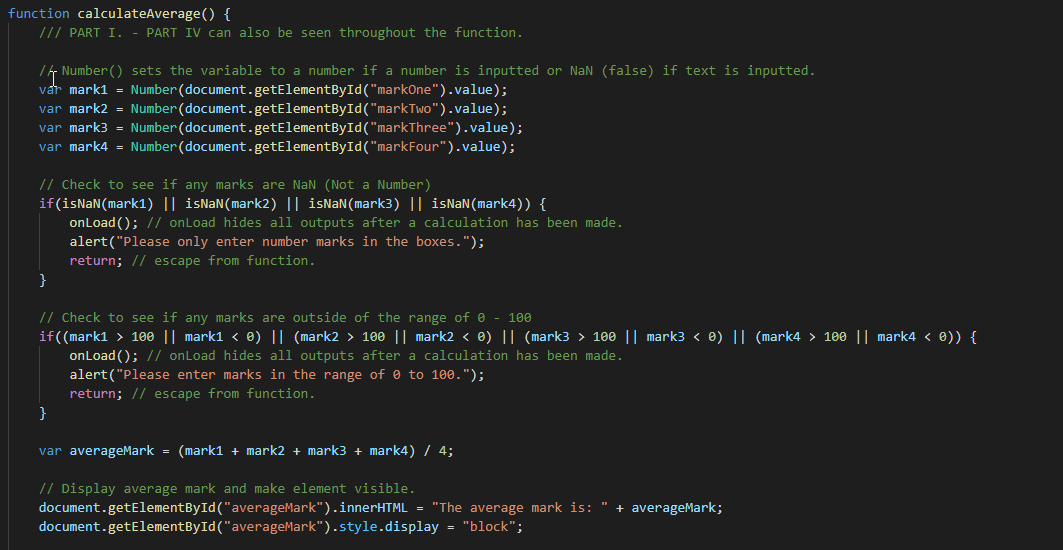 function calculateAverage() {
/// PART I. - PART IV can also be seen throughout the function.
// Number() sets the variable to a number if a number is inputted or NaN (false) if text is inputted.
var mark1 = Number(document.getElementById("markOne").value);
var mark2 = Number(document.getElementById("markTwo").value);
var mark3 = Number(document.getElementById("markThree").value);
var mark4 = Number(document.getElementById("markFour").value);
// Check to see if any marks are NaN (Not a Number)
if(isNaN(mark1) || isNaN(mark2) || isNaN(mark3) || isNaN(mark4)) {
onLoad(); // onLoad hides all outputs after a calculation has been made.
alert("Please only enter number marks in the boxes.");
return; // escape from function.
}
// Check to see if any marks are outside of the range of 0 - 100
if((mark1 > 100 || mark1 < 0) || (mark2 > 100 || mark2 < 0) || (mark3 > 100 || mark3 < 0) || (mark4 > 100 || mark4 < 0)) {
onLoad(); // onLoad hides all outputs after a calculation has been made.
alert("Please enter marks in the range of 0 to 100.");
return; // escape from function.
}
var averageMark = (mark1 + mark2 + mark3 + mark4) / 4;
// Display average mark and make element visible.
document.getElementById("averageMark").innerHTML = "The average mark is: " + averageMark;
document.getElementById("averageMark").style.display = "block";